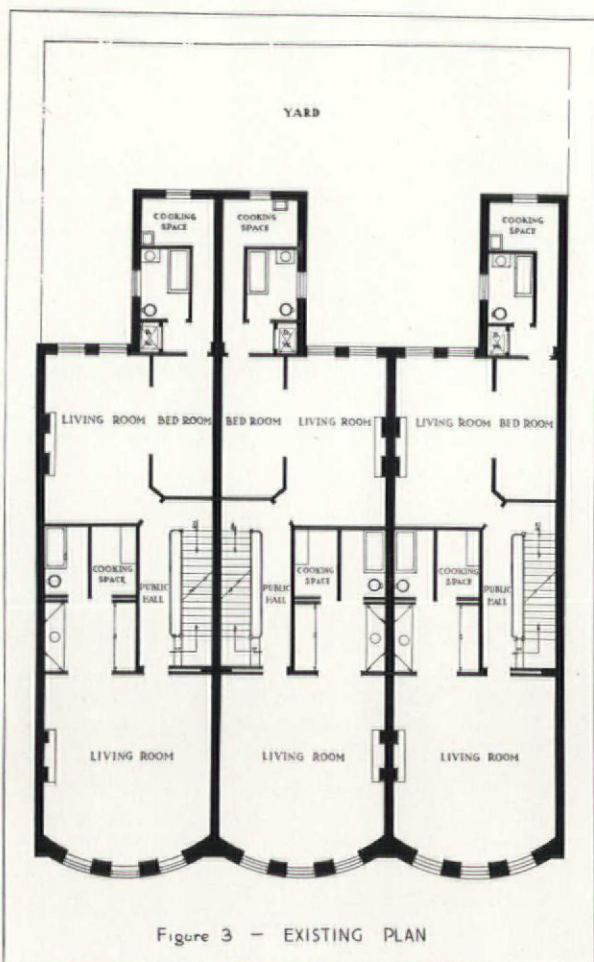 YARD
COOKING
SPACE
COOKING
SPACE
COOKING
SPACE
LIVING ROOM
BED ROOM
BED ROOM
LIVING ROOM
LIVING ROOM
BED ROOM
COOKING
SPACE
PUBLIC
HALL
PUBLIC
HALL
COOKING
SPACE
COOKING
SPACE
PUBLIC
HALL
LIVING ROOM
LIVING ROOM
LIVING ROOM
Figure 3 — EXISTING PLAN